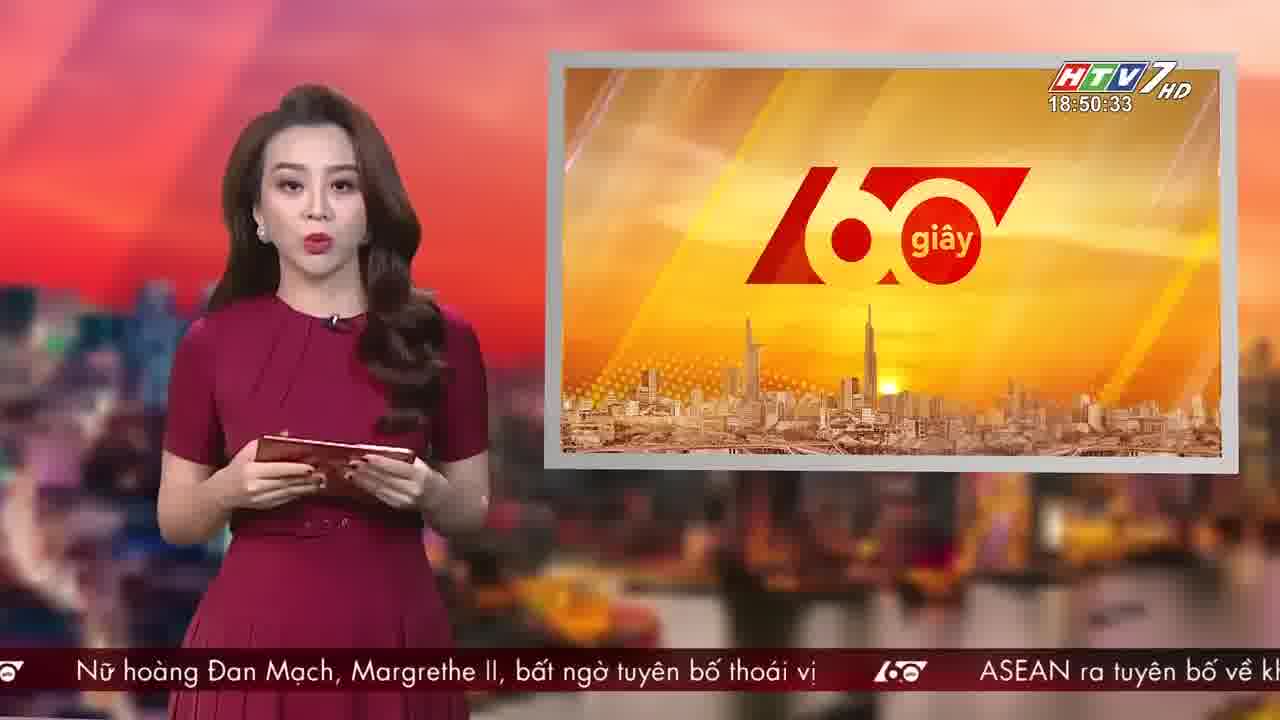 HTV7 HD
18:50:33
60 giây
Nữ hoàng Đan Mạch, Margrethe II, bất ngờ tuyên bố thoái vị 60 ASEAN ra tuyên bố về